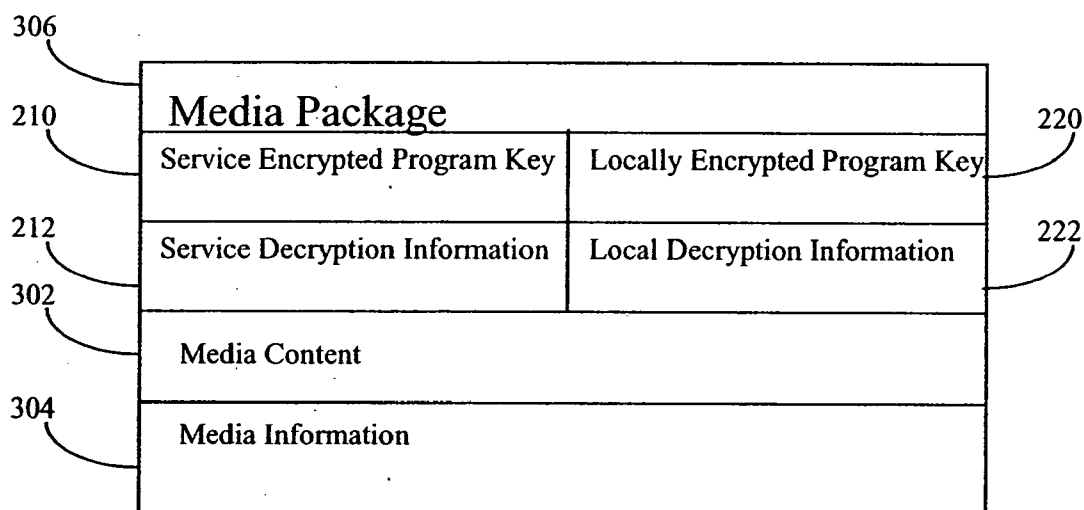 306
Media Package
210
220
Service Encrypted Program Key
Locally Encrypted Program Key
212
222
Service Decryption Information
Local Decryption Information
302
Media Content
304
Media Information